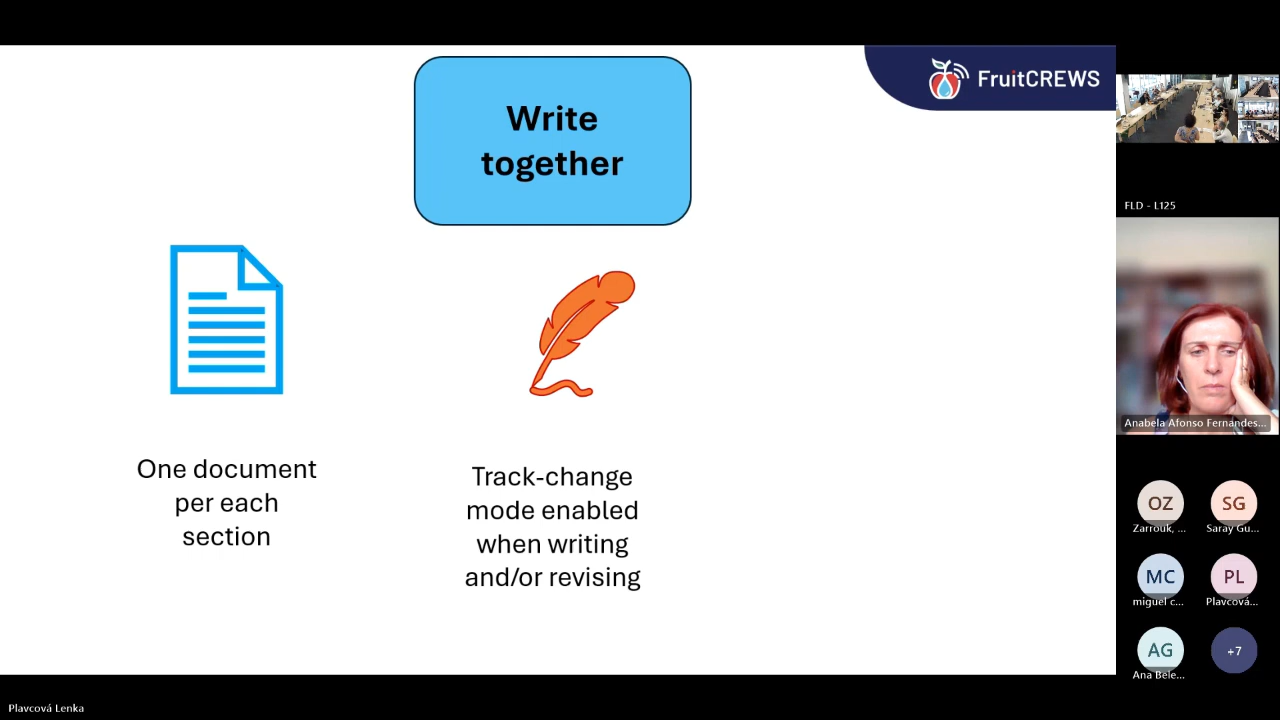 Write
together
FruitCREWS
One document
per each
section
Track-change
mode enabled
when writing
and/or revising
FLD - L125
Anabela Afonso Fernandes...
OZ
Zarrouk, ...
SG
Saray Gu...
MC
miguel c...
PL
Plavcová...
AG
Ana Bele...
+7
Plavcová Lenka